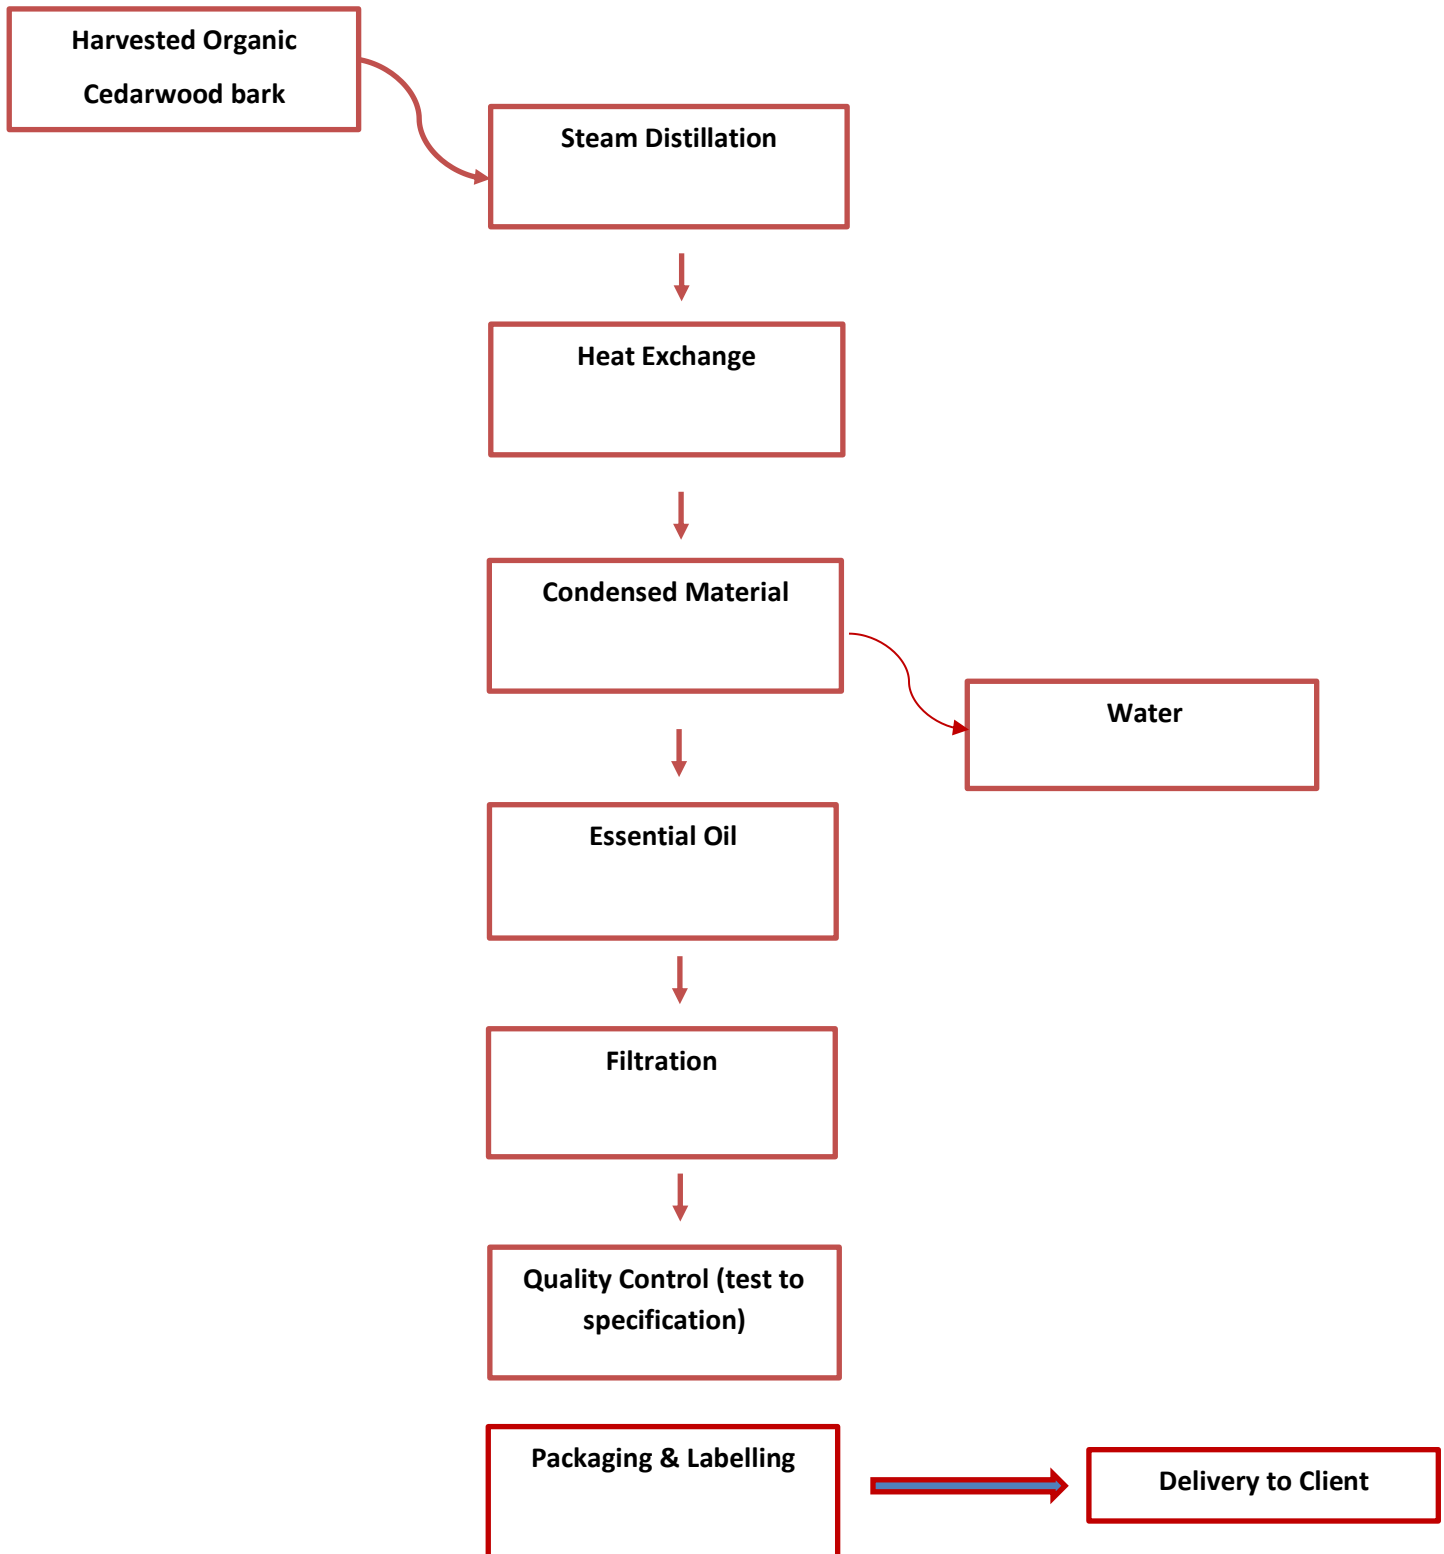 Harvested Organic
Cedarwood bark
Steam Distillation
Heat Exchange
Condensed Material
Water
Essential Oil
Filtration
Quality Control (test to
specification)
Packaging & Labelling
Delivery to Client